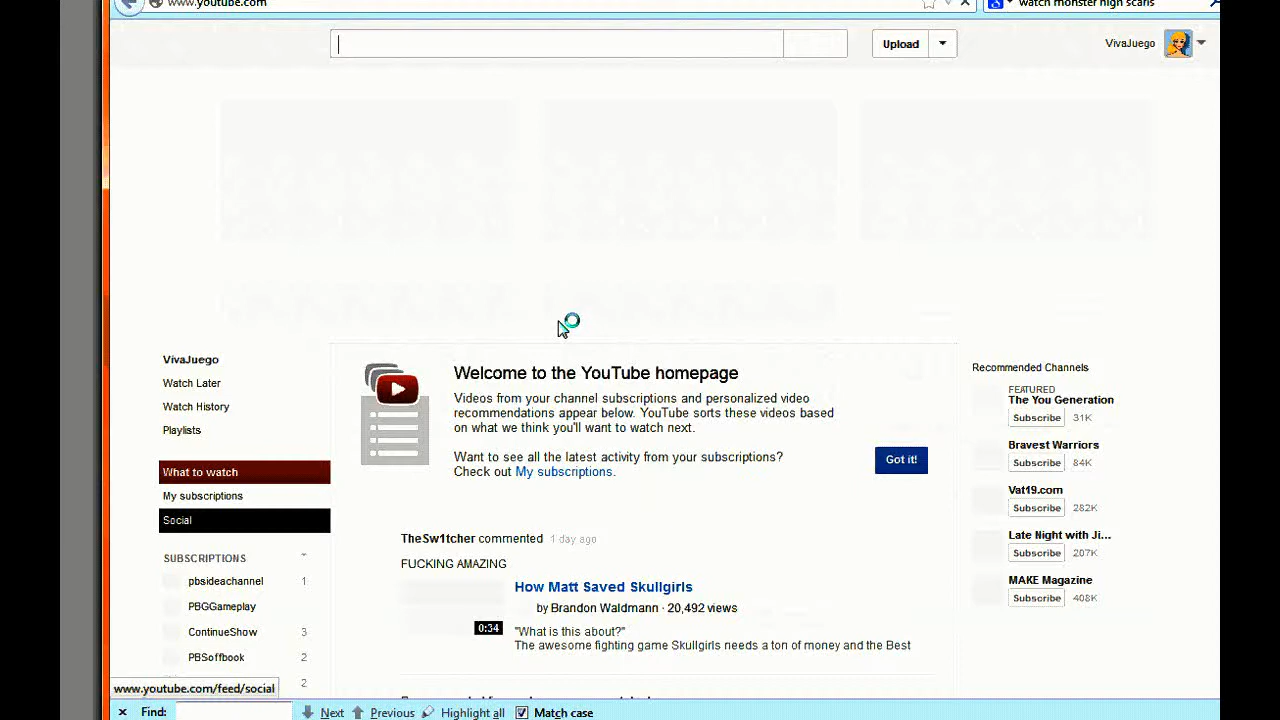 www.youtube.com
watch monster high scaris
Upload
VivaJuego
VivaJuego
Watch Later
Watch History
Playlists
What to watch
My subscriptions
Social
SUBSCRIPTIONS
pbsideachannel 1
PBGGameplay
ContinueShow 3
PBSoffbook 2
2
Welcome to the YouTube homepage
Videos from your channel subscriptions and personalized video
recommendations appear below. YouTube sorts these videos based
on what we think you'll want to watch next.
Want to see all the latest activity from your subscriptions?
Check out My subscriptions.
Got it!
TheSw1tcher commented 1 day ago
FUCKING AMAZING
How Matt Saved Skullgirls
by Brandon Waldmann · 20,492 views
0:34
"What is this about?"
The awesome fighting game Skullgirls needs a ton of money and the Best
Recommended Channels
FEATURED
The You Generation
Subscribe 31K
Bravest Warriors
Subscribe 84K
Vat19.com
Subscribe 282K
Late Night with Ji...
Subscribe 207K
MAKE Magazine
Subscribe 408K
www.youtube.com/feed/social
x Find: Next Previous Highlight all Match case